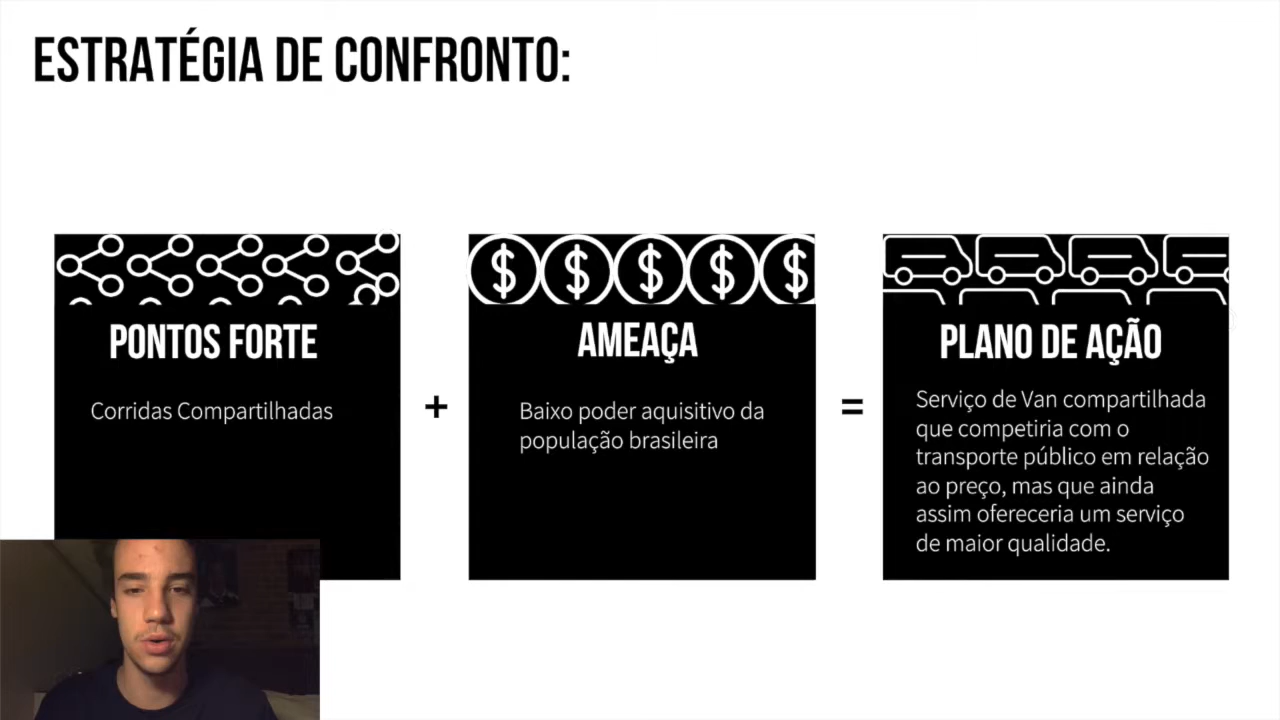 ESTRATÉGIA DE CONFRONTO:
PONTOS FORTE
Corridas Compartilhadas
+
AMEAÇA
Baixo poder aquisitivo da
população brasileira
=
PLANO DE AÇÃO
Serviço de Van compartilhada
que competiria com o
transporte público em relação
ao preço, mas que ainda
assim ofereceria um serviço
de maior qualidade.